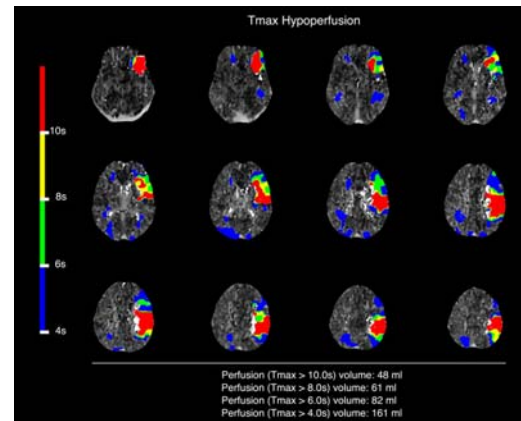 Tmax Hypoperfusion
10s
8s
6s
4s
Perfusion (Tmax > 10.0s) volume: 48 ml
Perfusion (Tmax > 8.0s) volume: 61 ml
Perfusion (Tmax > 6.0s) volume: 82 ml
Perfusion (Tmax > 4.0s) volume: 161 ml